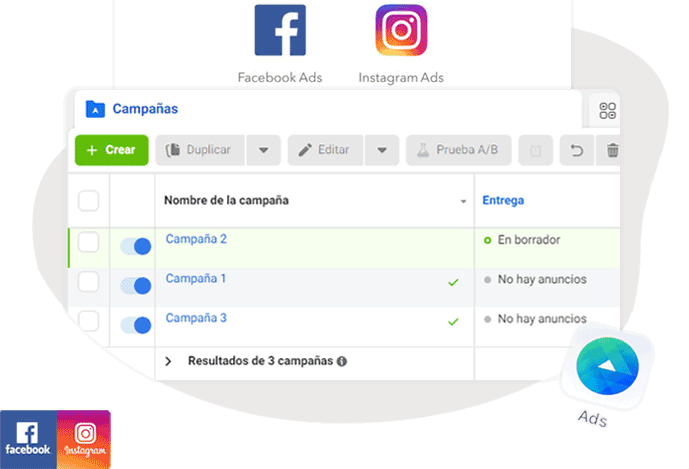 Facebook Ads Instagram Ads
Campañas
+ Crear Duplicar Editar Prueba A/B
Nombre de la campaña Entrega
Campaña 2 En borrador
Campaña 1 No hay anuncios
Campaña 3 No hay anuncios
Resultados de 3 campañas
Ads
facebook Instagram